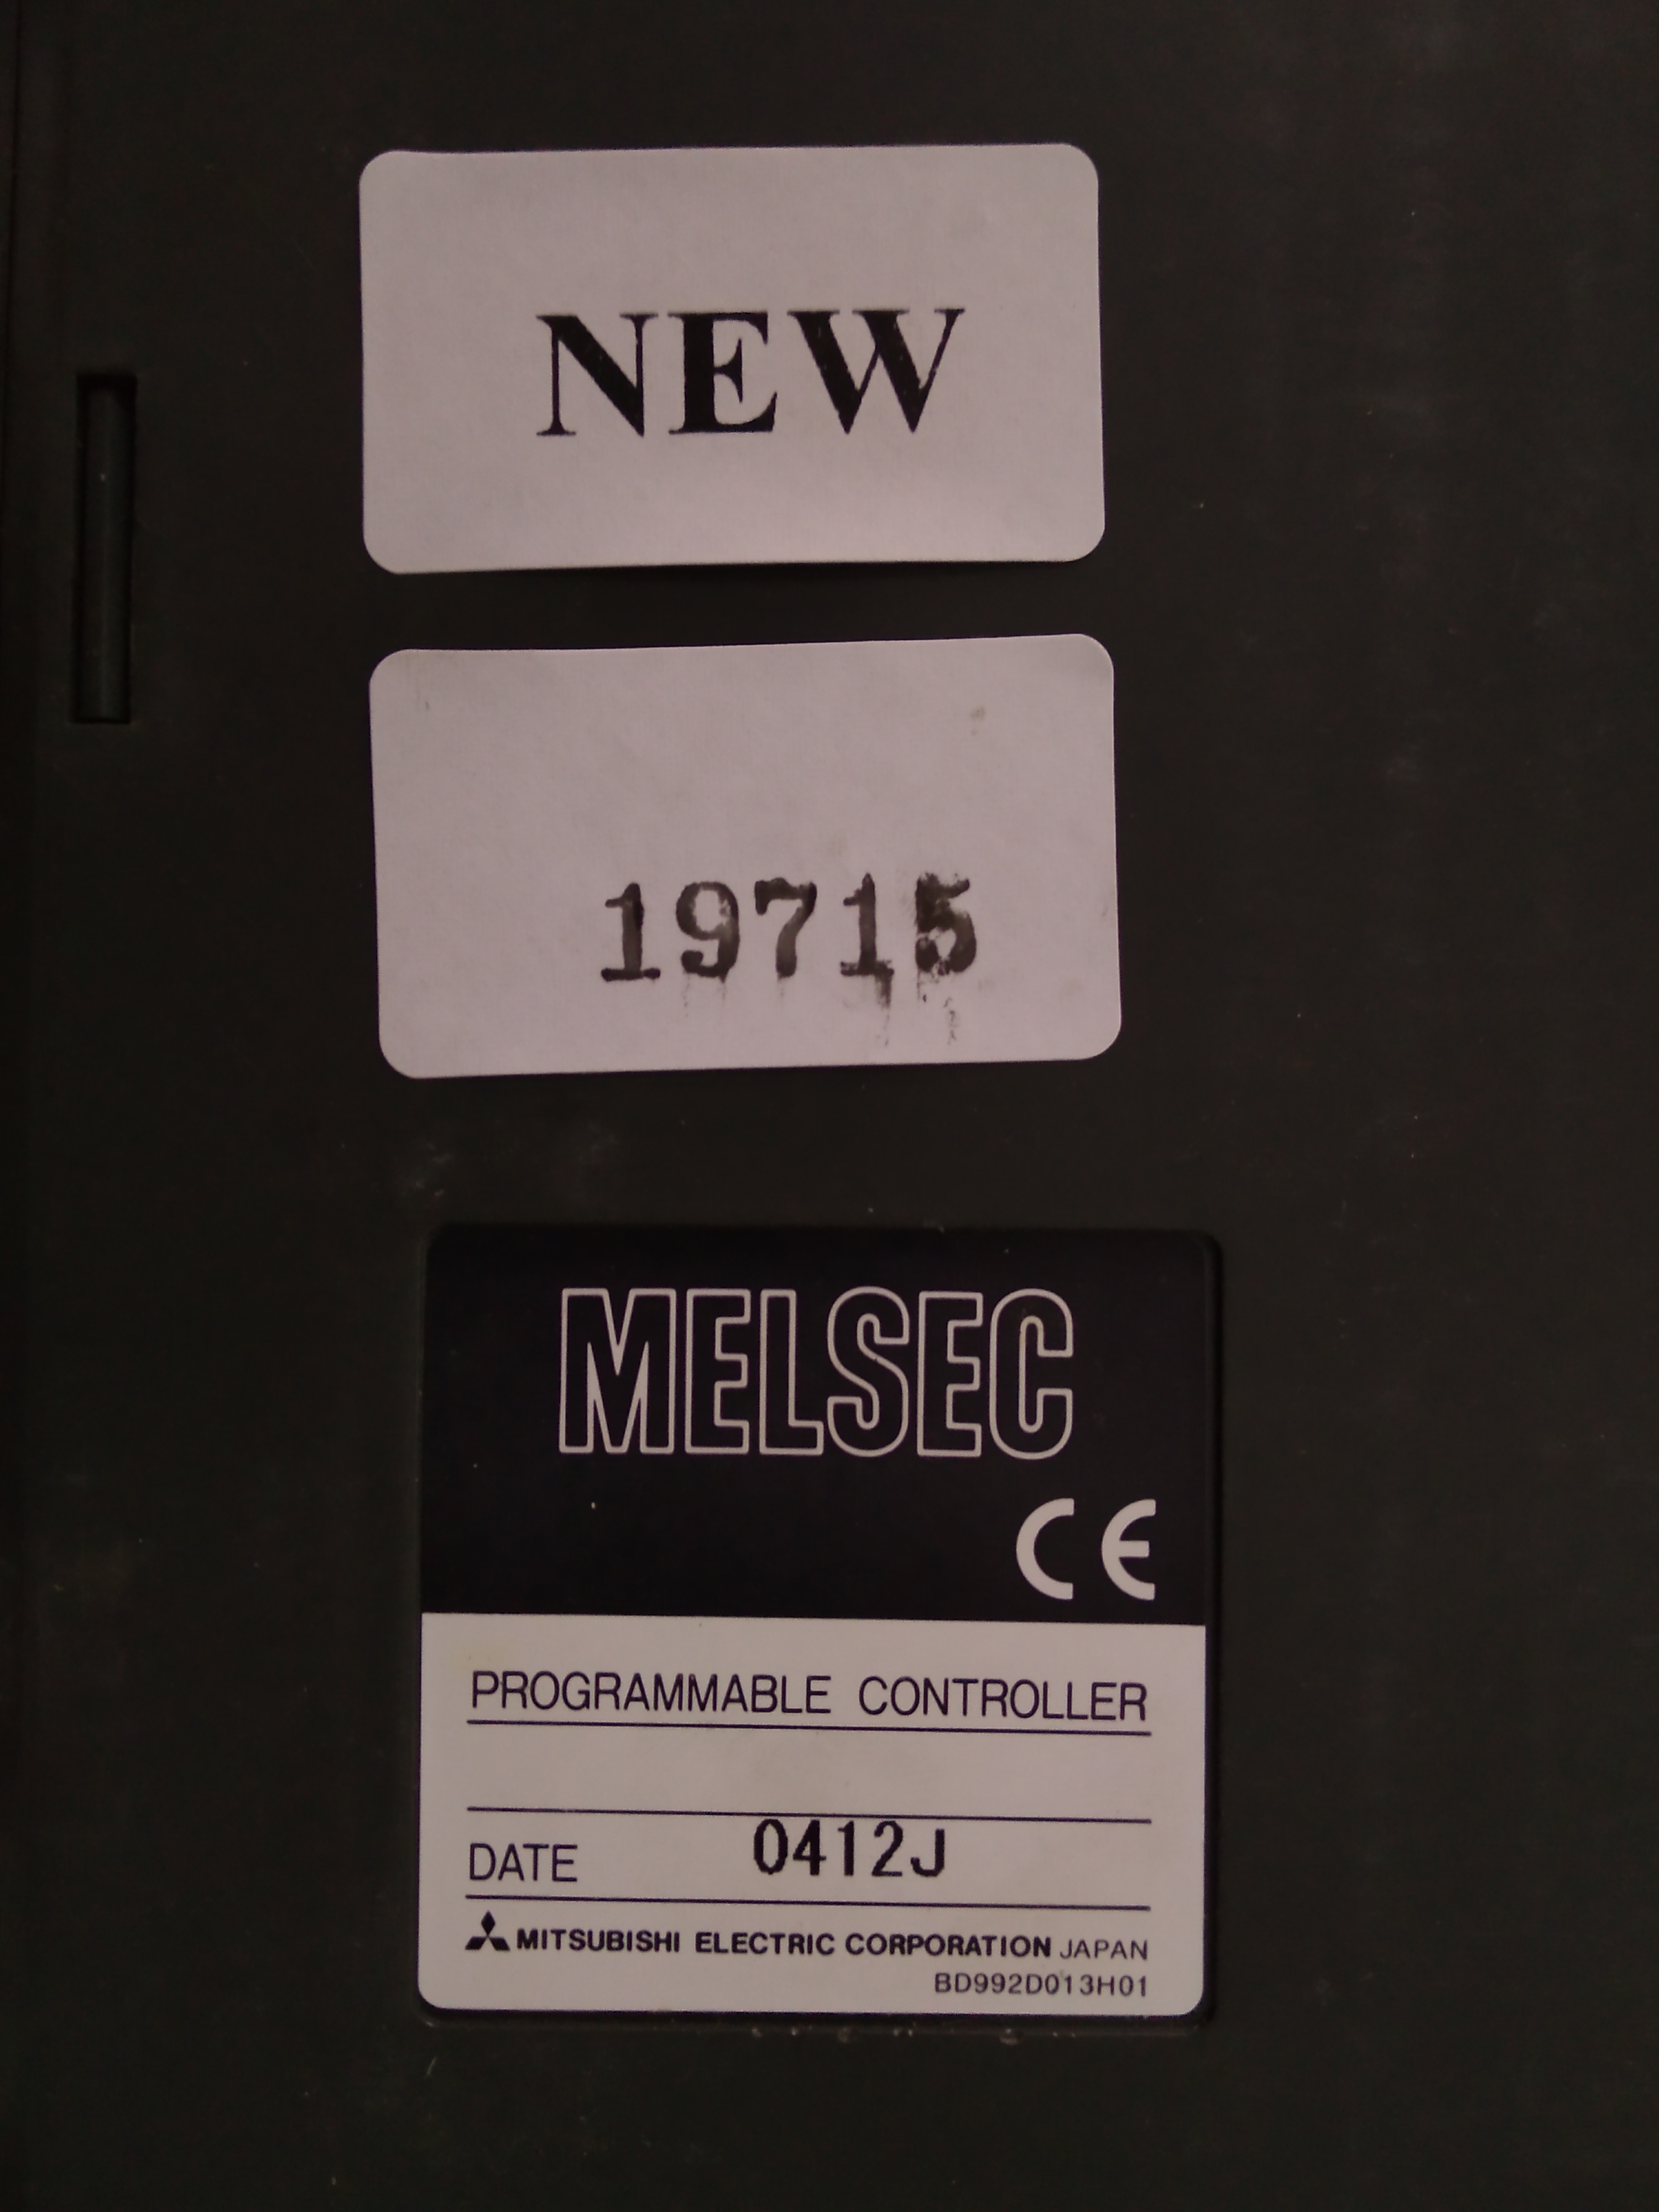 NEW
19715
MELSEC
CE
PROGRAMMABLE CONTROLLER
DATE 0412J
MITSUBISHI ELECTRIC CORPORATION JAPAN
BD992D013H01